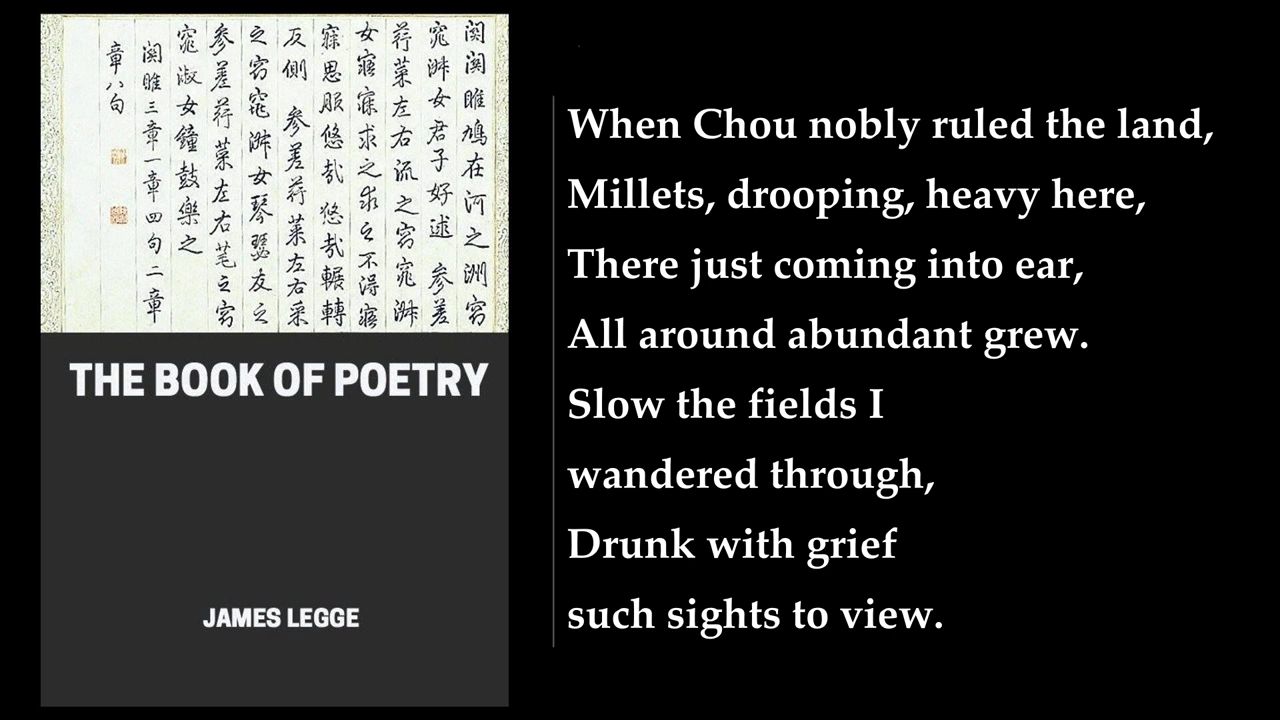 関関雎鳩在河之洲窈
窕淑女君子好逑 參差
荇菜左右流之窈窕淑
女寤寐求之求之不得寤
寐思服悠哉悠哉輾轉
反側 參差荇菜左右采
之窈窕淑女琴瑟友之
參差荇菜左右芼之窈
窕淑女鐘鼓樂之
関雎三章一章四句二章
章八句
THE BOOK OF POETRY
JAMES LEGGE
When Chou nobly ruled the land,
Millets, drooping, heavy here,
There just coming into ear,
All around abundant grew.
Slow the fields I
wandered through,
Drunk with grief
such sights to view.